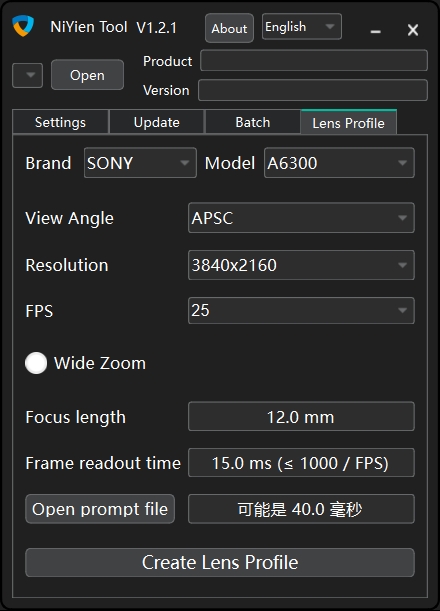 NiYien Tool V1.2.1 About English
Product
Open
Version
Settings Update Batch Lens Profile
Brand SONY Model A6300
View Angle APSC
Resolution 3840x2160
FPS 25
Wide Zoom
Focus length 12.0 mm
Frame readout time 15.0 ms (≤ 1000 / FPS)
Open prompt file 可能是 40.0 毫秒
Create Lens Profile